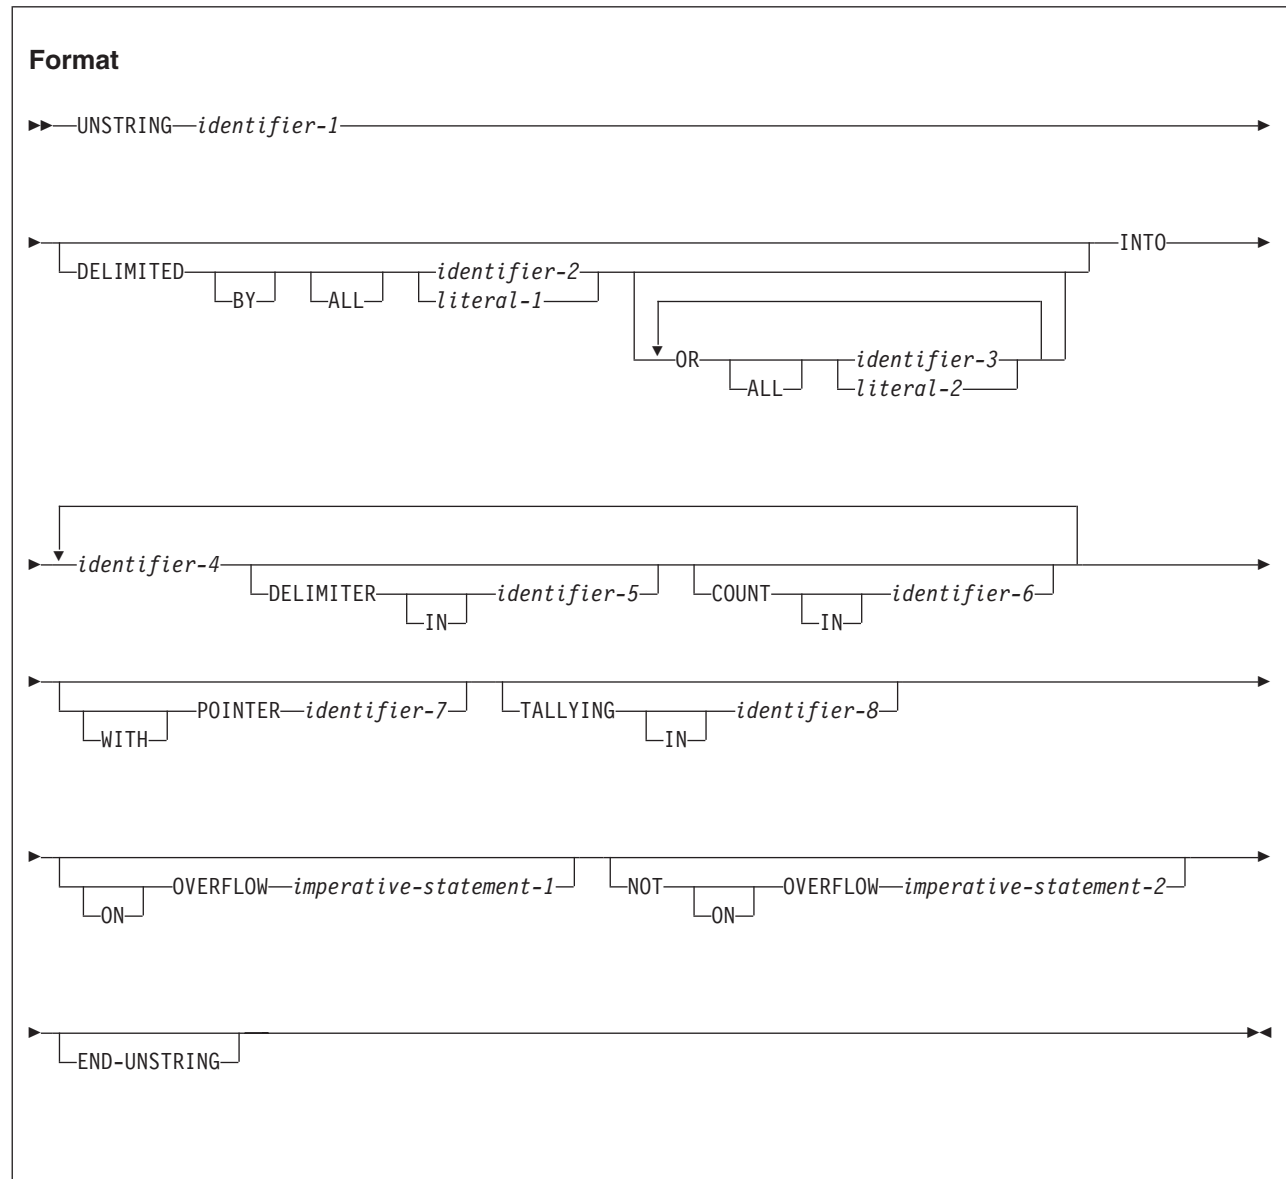 Format
UNSTRING identifier-1
INTO
DELIMITED identifier-2
BY ALL literal-1
OR identifier-3
ALL literal-2
identifier-4
DELIMITER identifier-5 COUNT identifier-6
IN IN
POINTER identifier-7 TALLYING identifier-8
WITH IN
OVERFLOW imperative-statement-1 NOT OVERFLOW imperative-statement-2
ON ON
END-UNSTRING